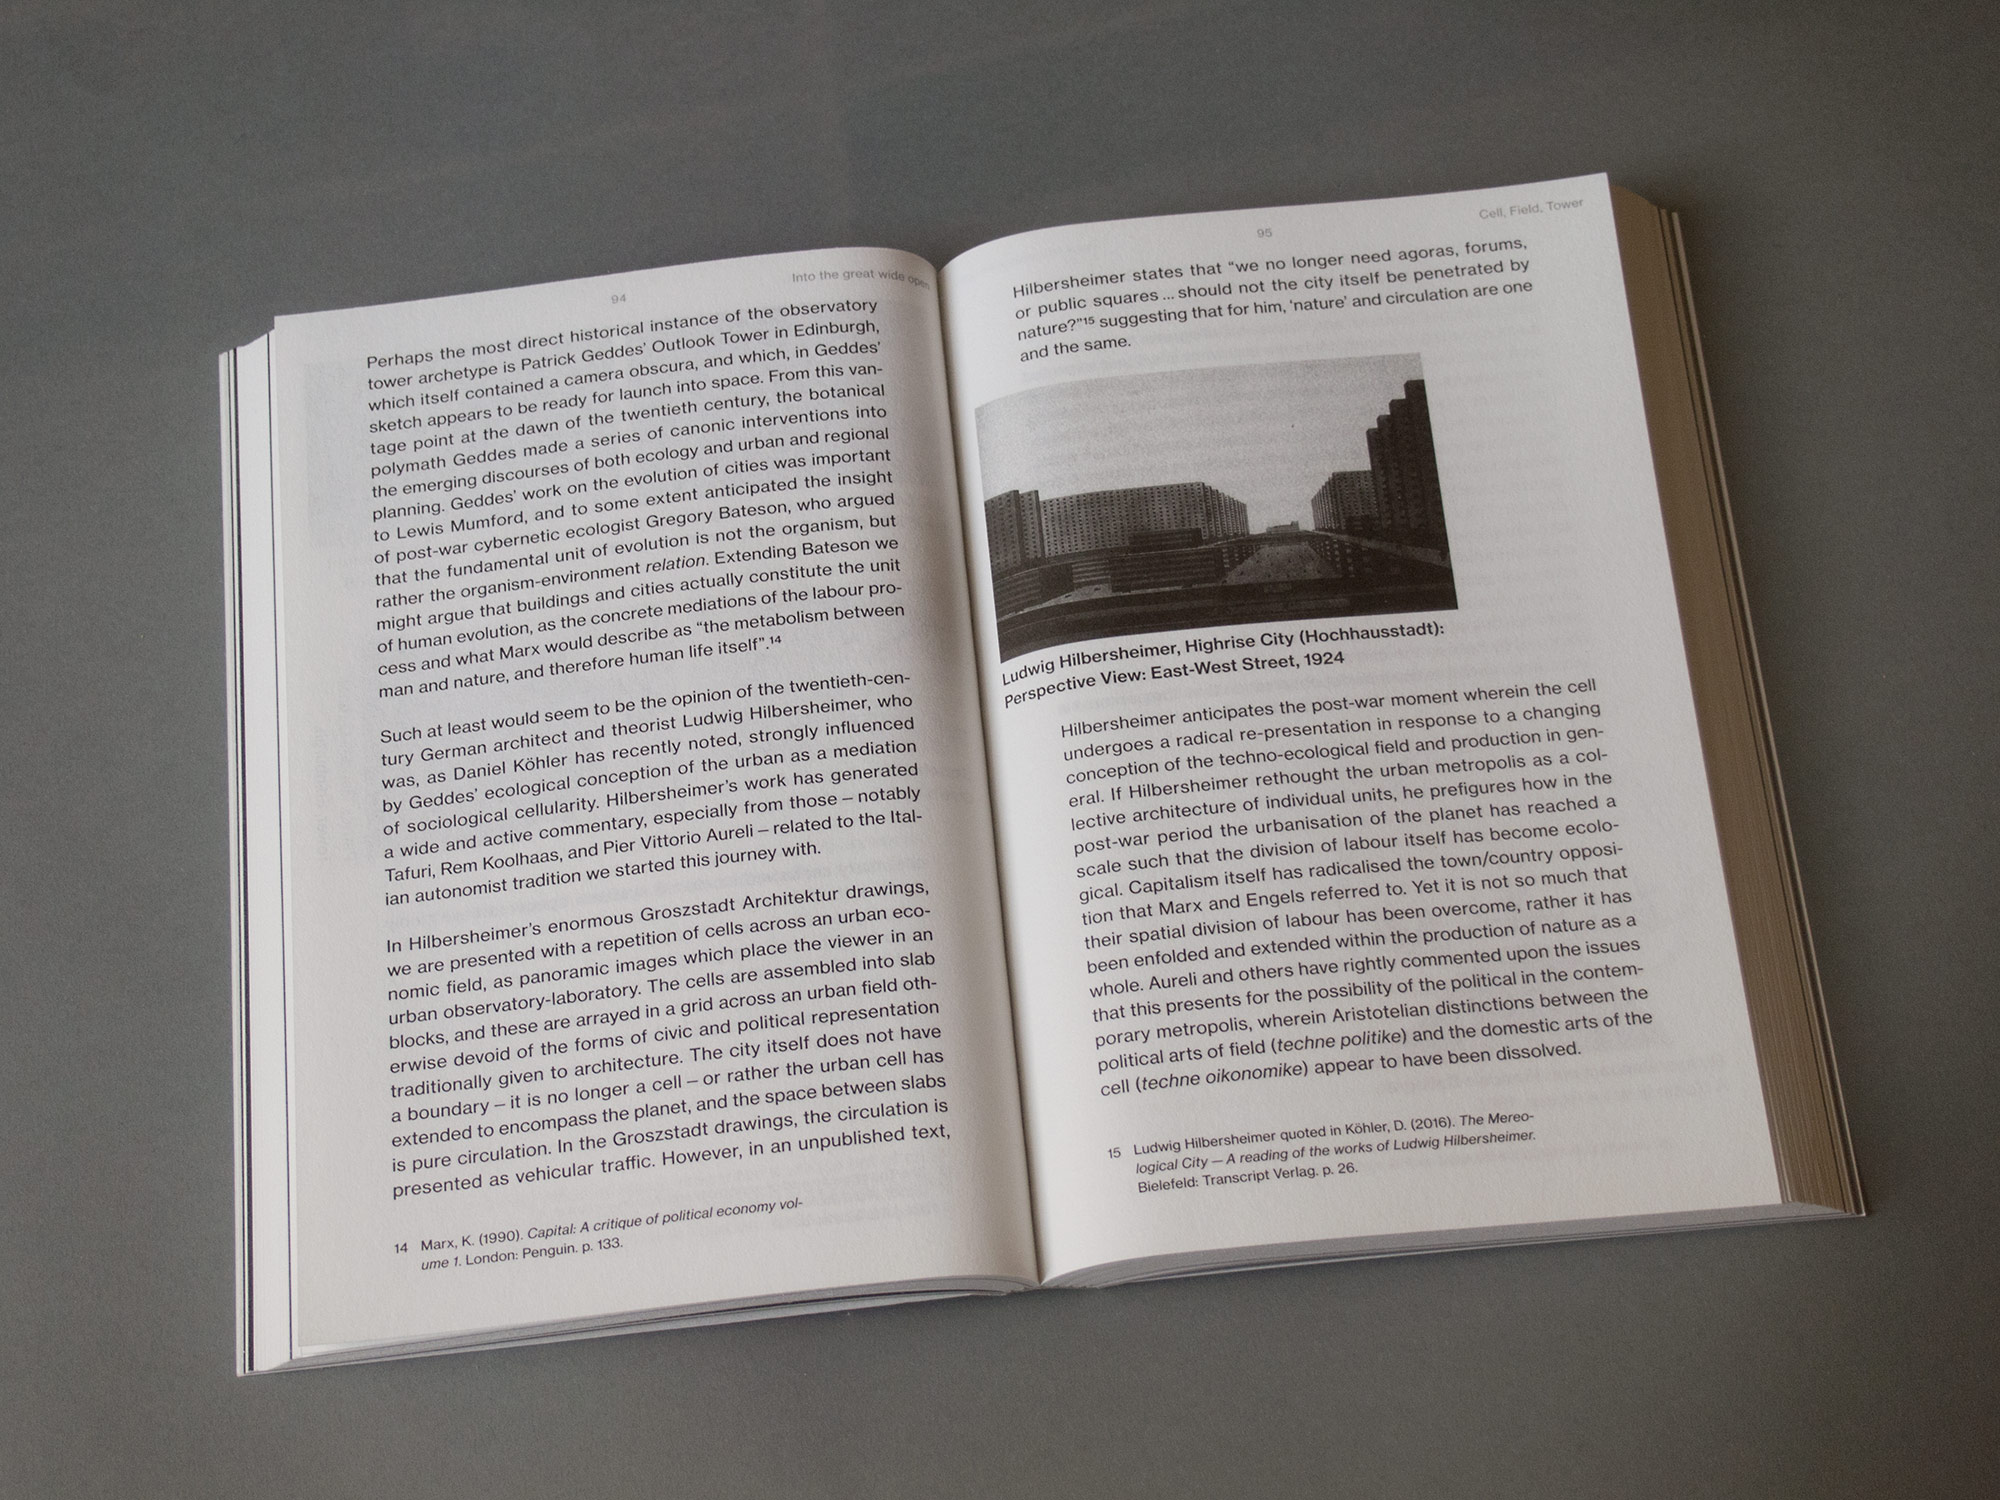 94
Into the great wide open
Perhaps the most direct historical instance of the observatory
tower archetype is Patrick Geddes’ Outlook Tower in Edinburgh,
which itself contained a camera obscura, and which, in Geddes’
sketch appears to be ready for launch into space. From this van-
tage point at the dawn of the twentieth century, the botanical
polymath Geddes made a series of canonic interventions into
the emerging discourses of both ecology and urban and regional
planning. Geddes’ work on the evolution of cities was important
to Lewis Mumford, and to some extent anticipated the insight
of post-war cybernetic ecologist Gregory Bateson, who argued
that the fundamental unit of evolution is not the organism, but
rather the organism-environment relation. Extending Bateson we
might argue that buildings and cities actually constitute the unit
of human evolution, as the concrete mediations of the labour pro-
cess and what Marx would describe as “the metabolism between
man and nature, and therefore human life itself”.14
Such at least would seem to be the opinion of the twentieth-cen-
tury German architect and theorist Ludwig Hilbersheimer, who
was, as Daniel Köhler has recently noted, strongly influenced
by Geddes’ ecological conception of the urban as a mediation
of sociological cellularity. Hilbersheimer’s work has generated
a wide and active commentary, especially from those – notably
Tafuri, Rem Koolhaas, and Pier Vittorio Aureli – related to the Ital-
ian autonomist tradition we started this journey with.
In Hilbersheimer’s enormous Groszstadt Architektur drawings,
we are presented with a repetition of cells across an urban eco-
nomic field, as panoramic images which place the viewer in an
urban observatory-laboratory. The cells are assembled into slab
blocks, and these are arrayed in a grid across an urban field oth-
erwise devoid of the forms of civic and political representation
traditionally given to architecture. The city itself does not have
a boundary – it is no longer a cell – or rather the urban cell has
extended to encompass the planet, and the space between slabs
is pure circulation. In the Groszstadt drawings, the circulation is
presented as vehicular traffic. However, in an unpublished text,
14 Marx, K. (1990). Capital: A critique of political economy vol-
ume 1. London: Penguin. p. 133.
95
Cell, Field, Tower
Hilbersheimer states that “we no longer need agoras, forums,
or public squares ... should not the city itself be penetrated by
nature?”15 suggesting that for him, ‘nature’ and circulation are one
and the same.
Ludwig Hilbersheimer, Highrise City (Hochhausstadt):
Perspective View: East-West Street, 1924
Hilbersheimer anticipates the post-war moment wherein the cell
undergoes a radical re-presentation in response to a changing
conception of the techno-ecological field and production in gen-
eral. If Hilbersheimer rethought the urban metropolis as a col-
lective architecture of individual units, he prefigures how in the
post-war period the urbanisation of the planet has reached a
scale such that the division of labour itself has become ecolo-
gical. Capitalism itself has radicalised the town/country opposi-
tion that Marx and Engels referred to. Yet it is not so much that
their spatial division of labour has been overcome, rather it has
been enfolded and extended within the production of nature as a
whole. Aureli and others have rightly commented upon the issues
that this presents for the possibility of the political in the contem-
porary metropolis, wherein Aristotelian distinctions between the
political arts of field (techne politike) and the domestic arts of the
cell (techne oikonomike) appear to have been dissolved.
15 Ludwig Hilbersheimer quoted in Köhler, D. (2016). The Mereo-
logical City — A reading of the works of Ludwig Hilbersheimer.
Bielefeld: Transcript Verlag. p. 26.